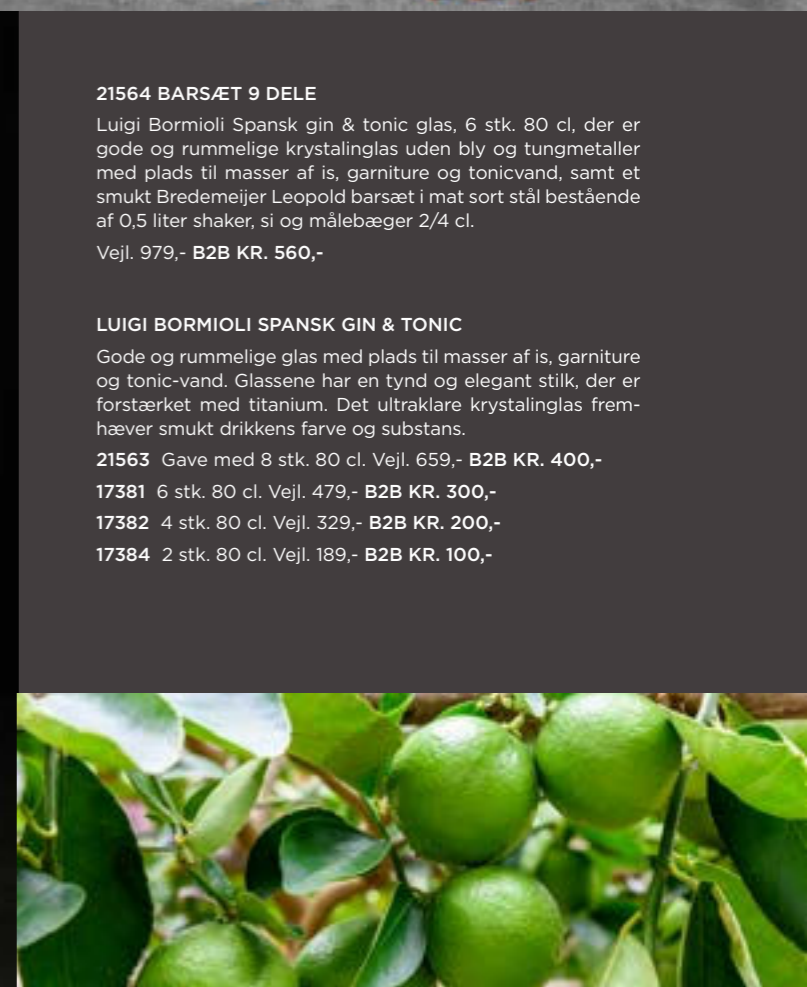 21564 BARSÆT 9 DELE
Luigi Bormioli Spansk gin & tonic glas, 6 stk. 80 cl, der er
gode og rummelige krystalinglas uden bly og tungmetaller
med plads til masser af is, garniture og tonicvand, samt et
smukt Bredemeijer Leopold barsæt i mat sort stål bestående
af 0,5 liter shaker, si og målebæger 2/4 cl.
Vejl. 979,- B2B KR. 560,-
LUIGI BORMIOLI SPANSK GIN & TONIC
Gode og rummelige glas med plads til masser af is, garniture
og tonic-vand. Glassene har en tynd og elegant stilk, der er
forstærket med titanium. Det ultraklare krystalinglas frem-
hæver smukt drikkens farve og substans.
21563 Gave med 8 stk. 80 cl. Vejl. 659,- B2B KR. 400,-
17381 6 stk. 80 cl. Vejl. 479,- B2B KR. 300,-
17382 4 stk. 80 cl. Vejl. 329,- B2B KR. 200,-
17384 2 stk. 80 cl. Vejl. 189,- B2B KR. 100,-